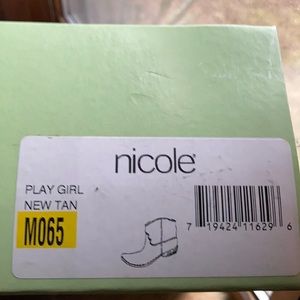 nicole®
PLAY GIRL
NEW TAN
M065
7 19424 11629 6